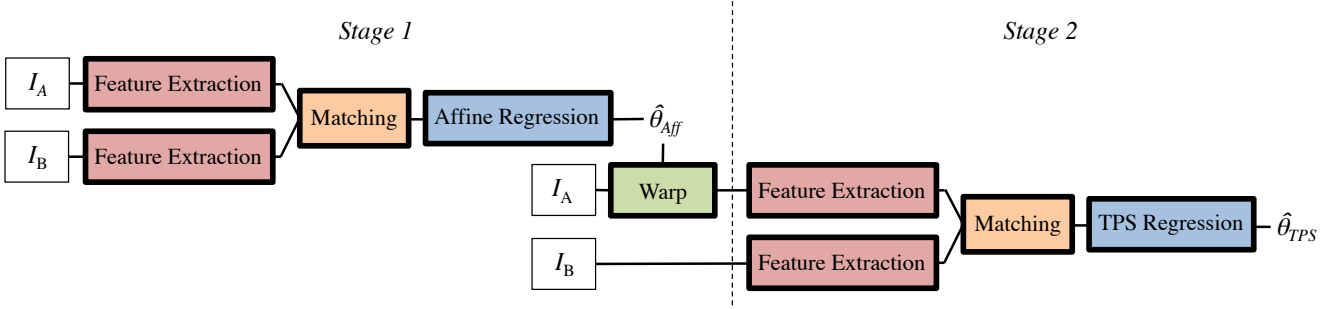 Stage 1
Stage 2
I_A
Feature Extraction
I_B
Feature Extraction
Matching
Affine Regression
θ̂_Aff
I_A
Warp
Feature Extraction
I_B
Feature Extraction
Matching
TPS Regression
θ̂_TPS